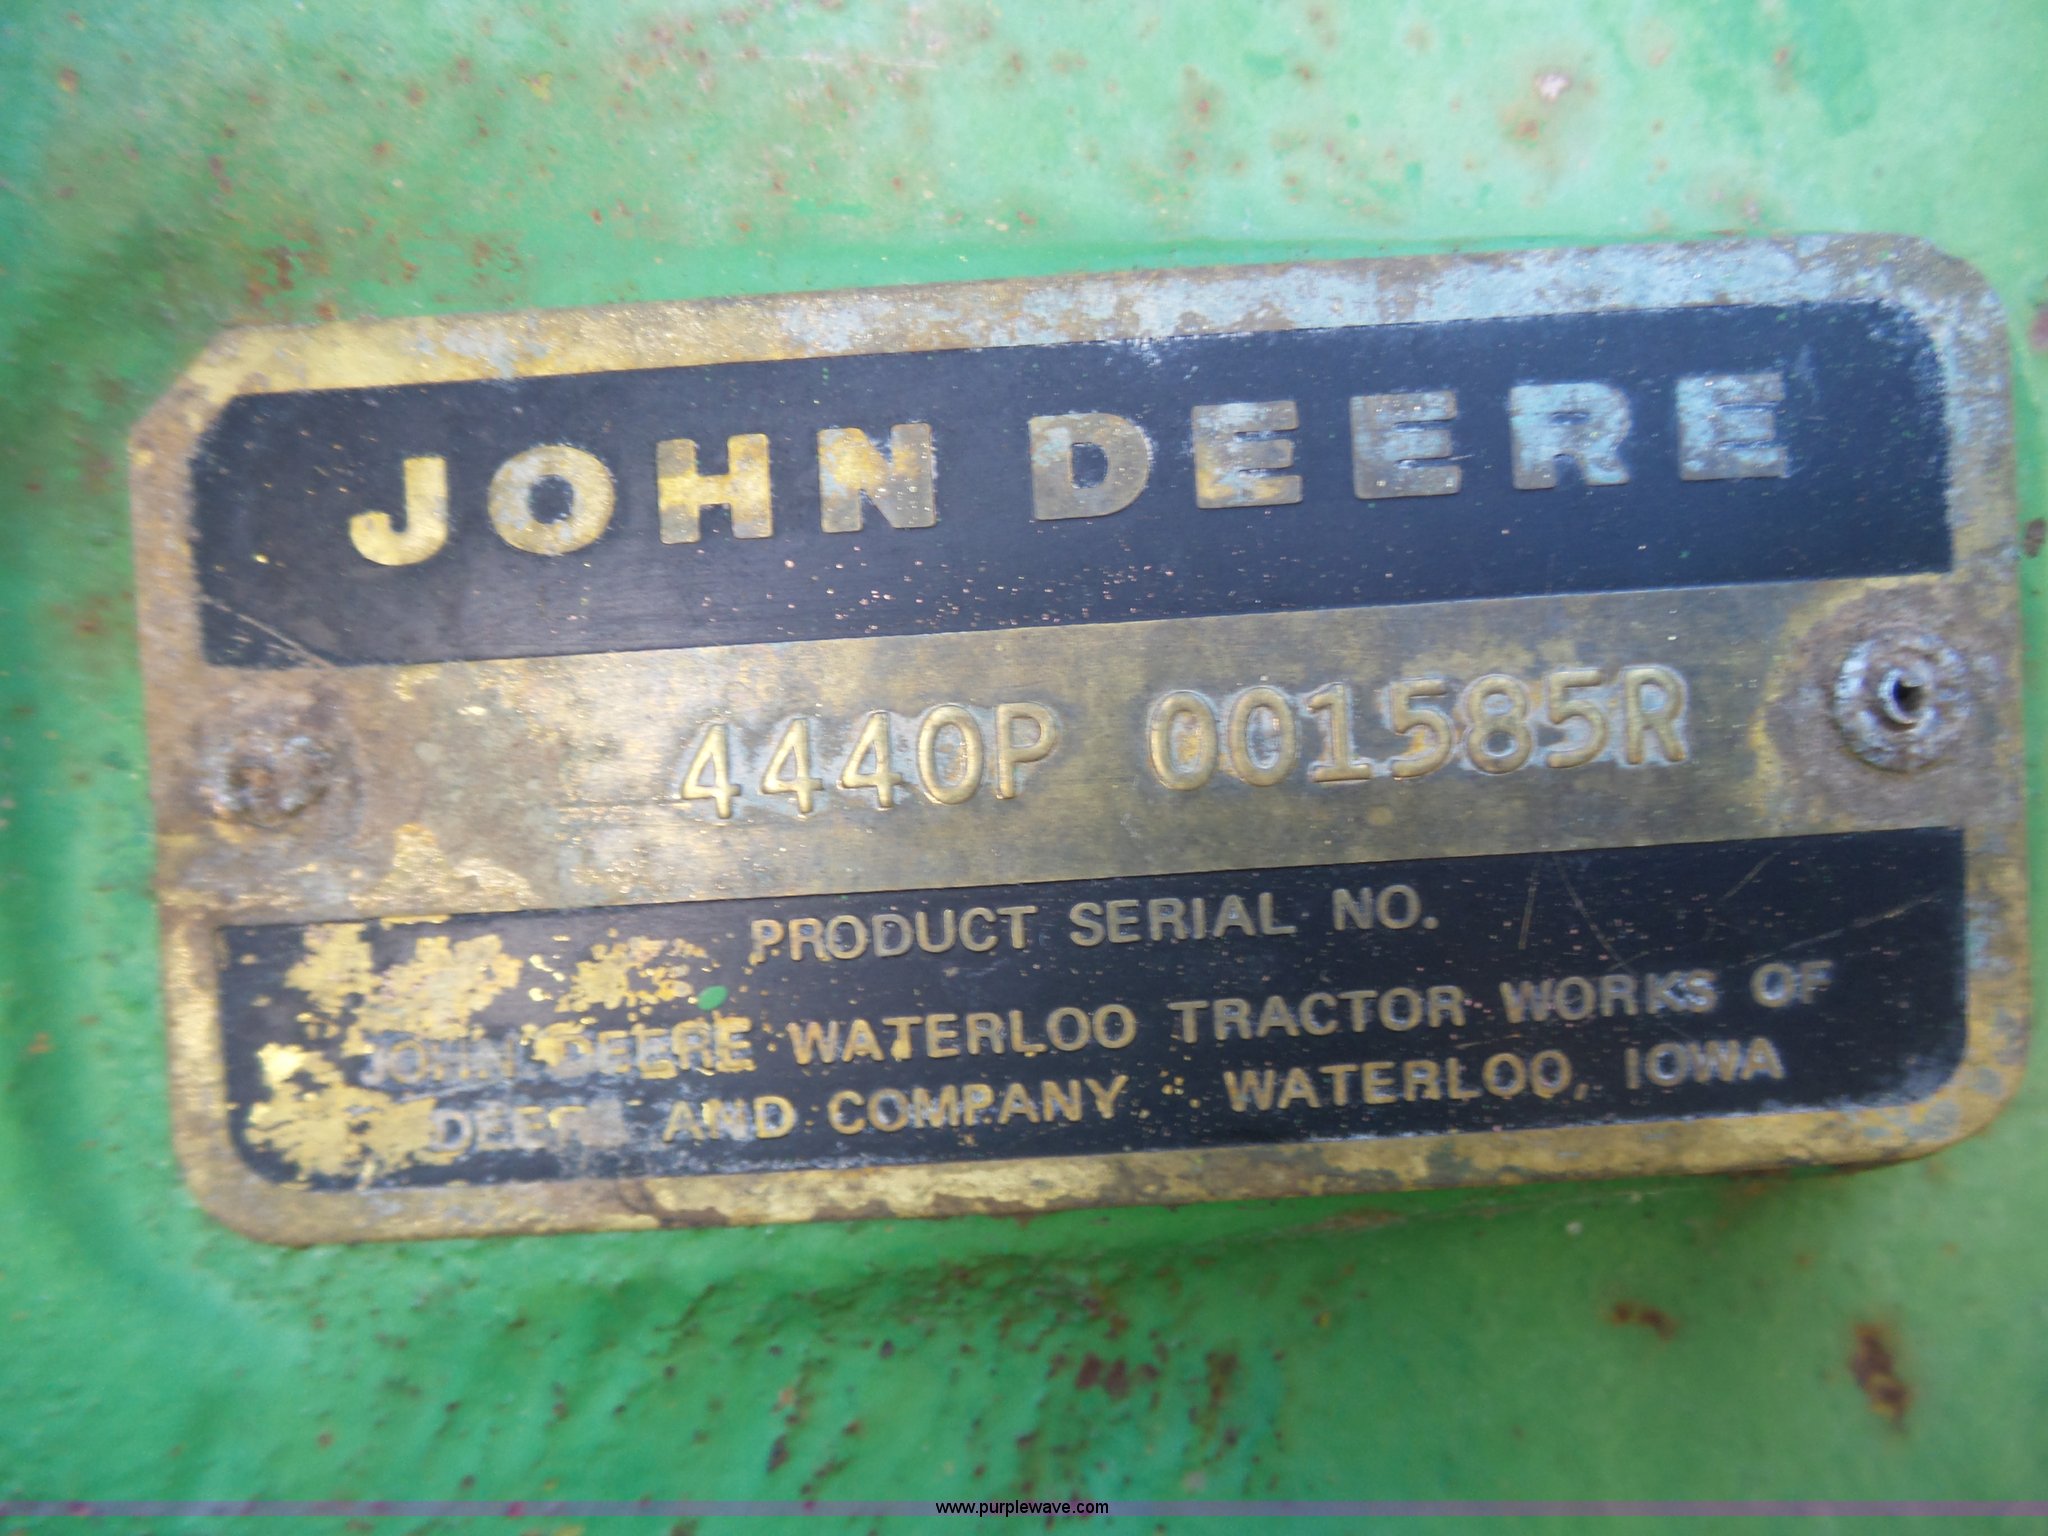 JOHN DEERE
4440P 001585R
PRODUCT SERIAL NO.
JOHN DEERE WATERLOO TRACTOR WORKS OF
DEERE AND COMPANY WATERLOO, IOWA
www.purplewave.com